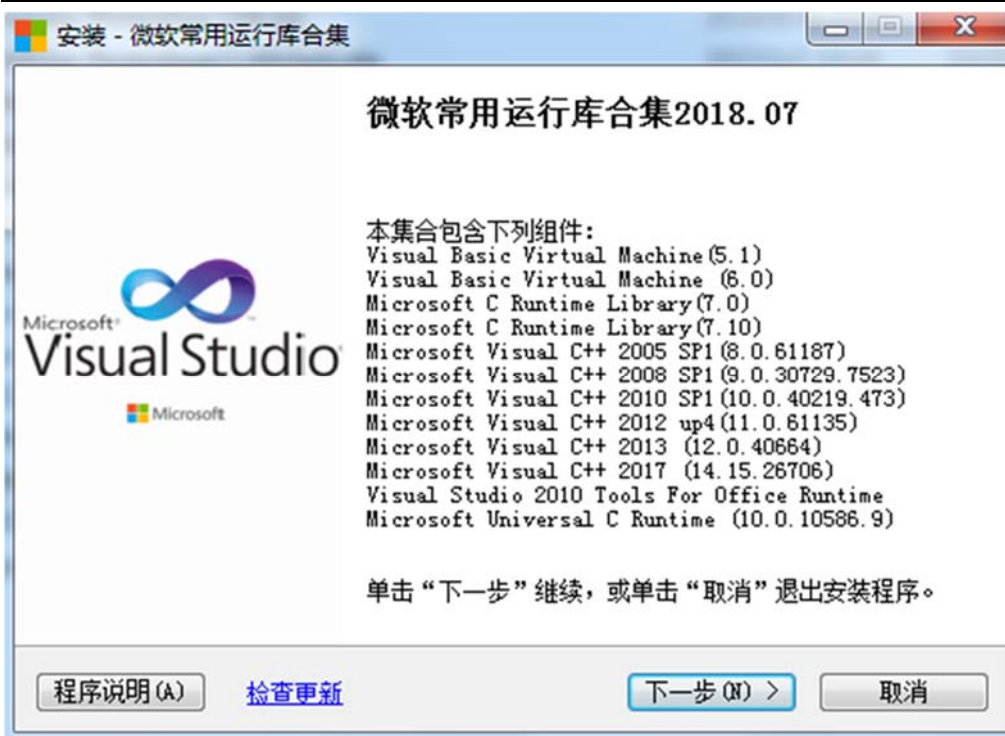 安装 - 微软常用运行库合集
微软常用运行库合集2018.07
本集合包含下列组件:
Visual Basic Virtual Machine(5.1)
Visual Basic Virtual Machine (6.0)
Microsoft C Runtime Library(7.0)
Microsoft C Runtime Library(7.10)
Microsoft Visual C++ 2005 SP1(8.0.61187)
Microsoft Visual C++ 2008 SP1(9.0.30729.7523)
Microsoft Visual C++ 2010 SP1(10.0.40219.473)
Microsoft Visual C++ 2012 up4(11.0.61135)
Microsoft Visual C++ 2013 (12.0.40664)
Microsoft Visual C++ 2017 (14.15.26706)
Visual Studio 2010 Tools For Office Runtime
Microsoft Universal C Runtime (10.0.10586.9)
Microsoft
Visual Studio
Microsoft
单击“下一步”继续，或单击“取消”退出安装程序。
程序说明(A)
检查更新
下一步(N) >
取消